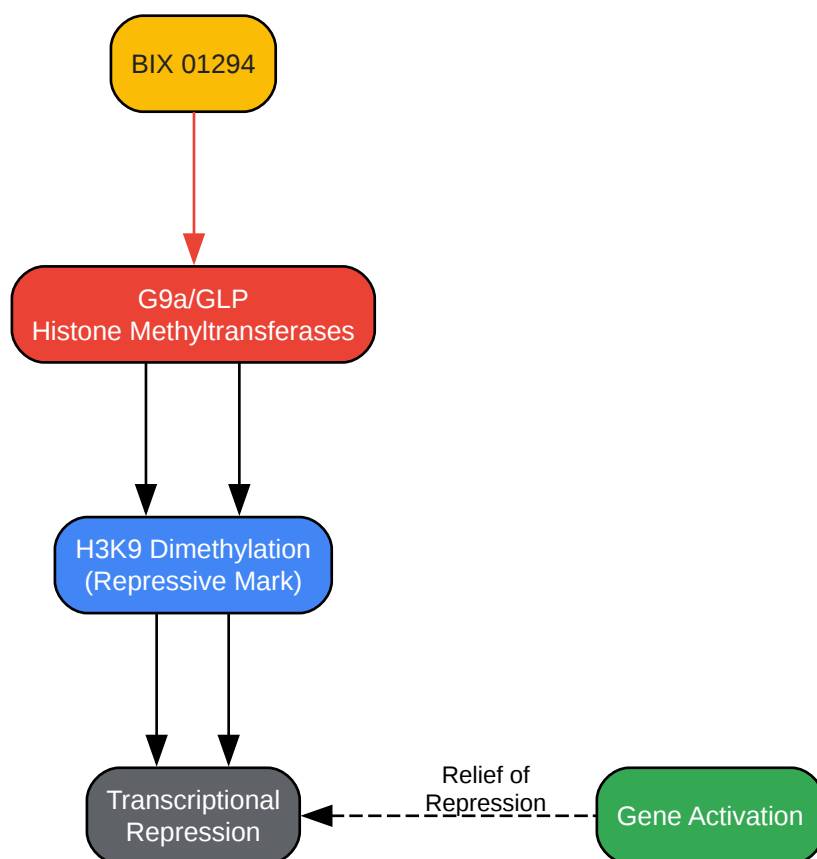 BIX 01294
G9a/GLP
Histone Methyltransferases
H3K9 Dimethylation
(Repressive Mark)
Transcriptional
Repression
Relief of
Repression
Gene Activation